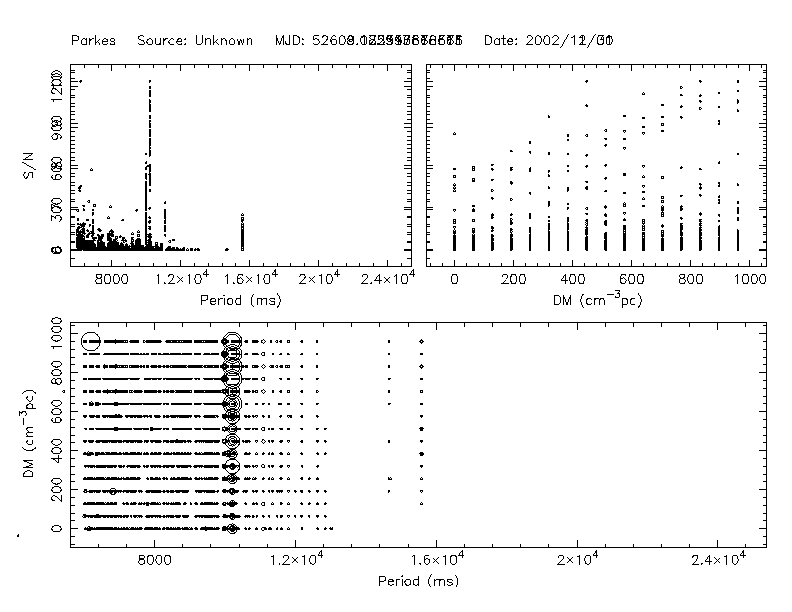 Parkes Source: Unknown MJD: Date: 2002/
S/N
8000 1.2×10⁴ 1.6×10⁴ 2×10⁴ 2.4×10⁴
Period (ms)
0 200 400 600 800 1000
DM (cm⁻³pc)
1000
800
600
400
200
0
DM (cm⁻³pc)
8000 1.2×10⁴ 1.6×10⁴ 2×10⁴ 2.4×10⁴
Period (ms)